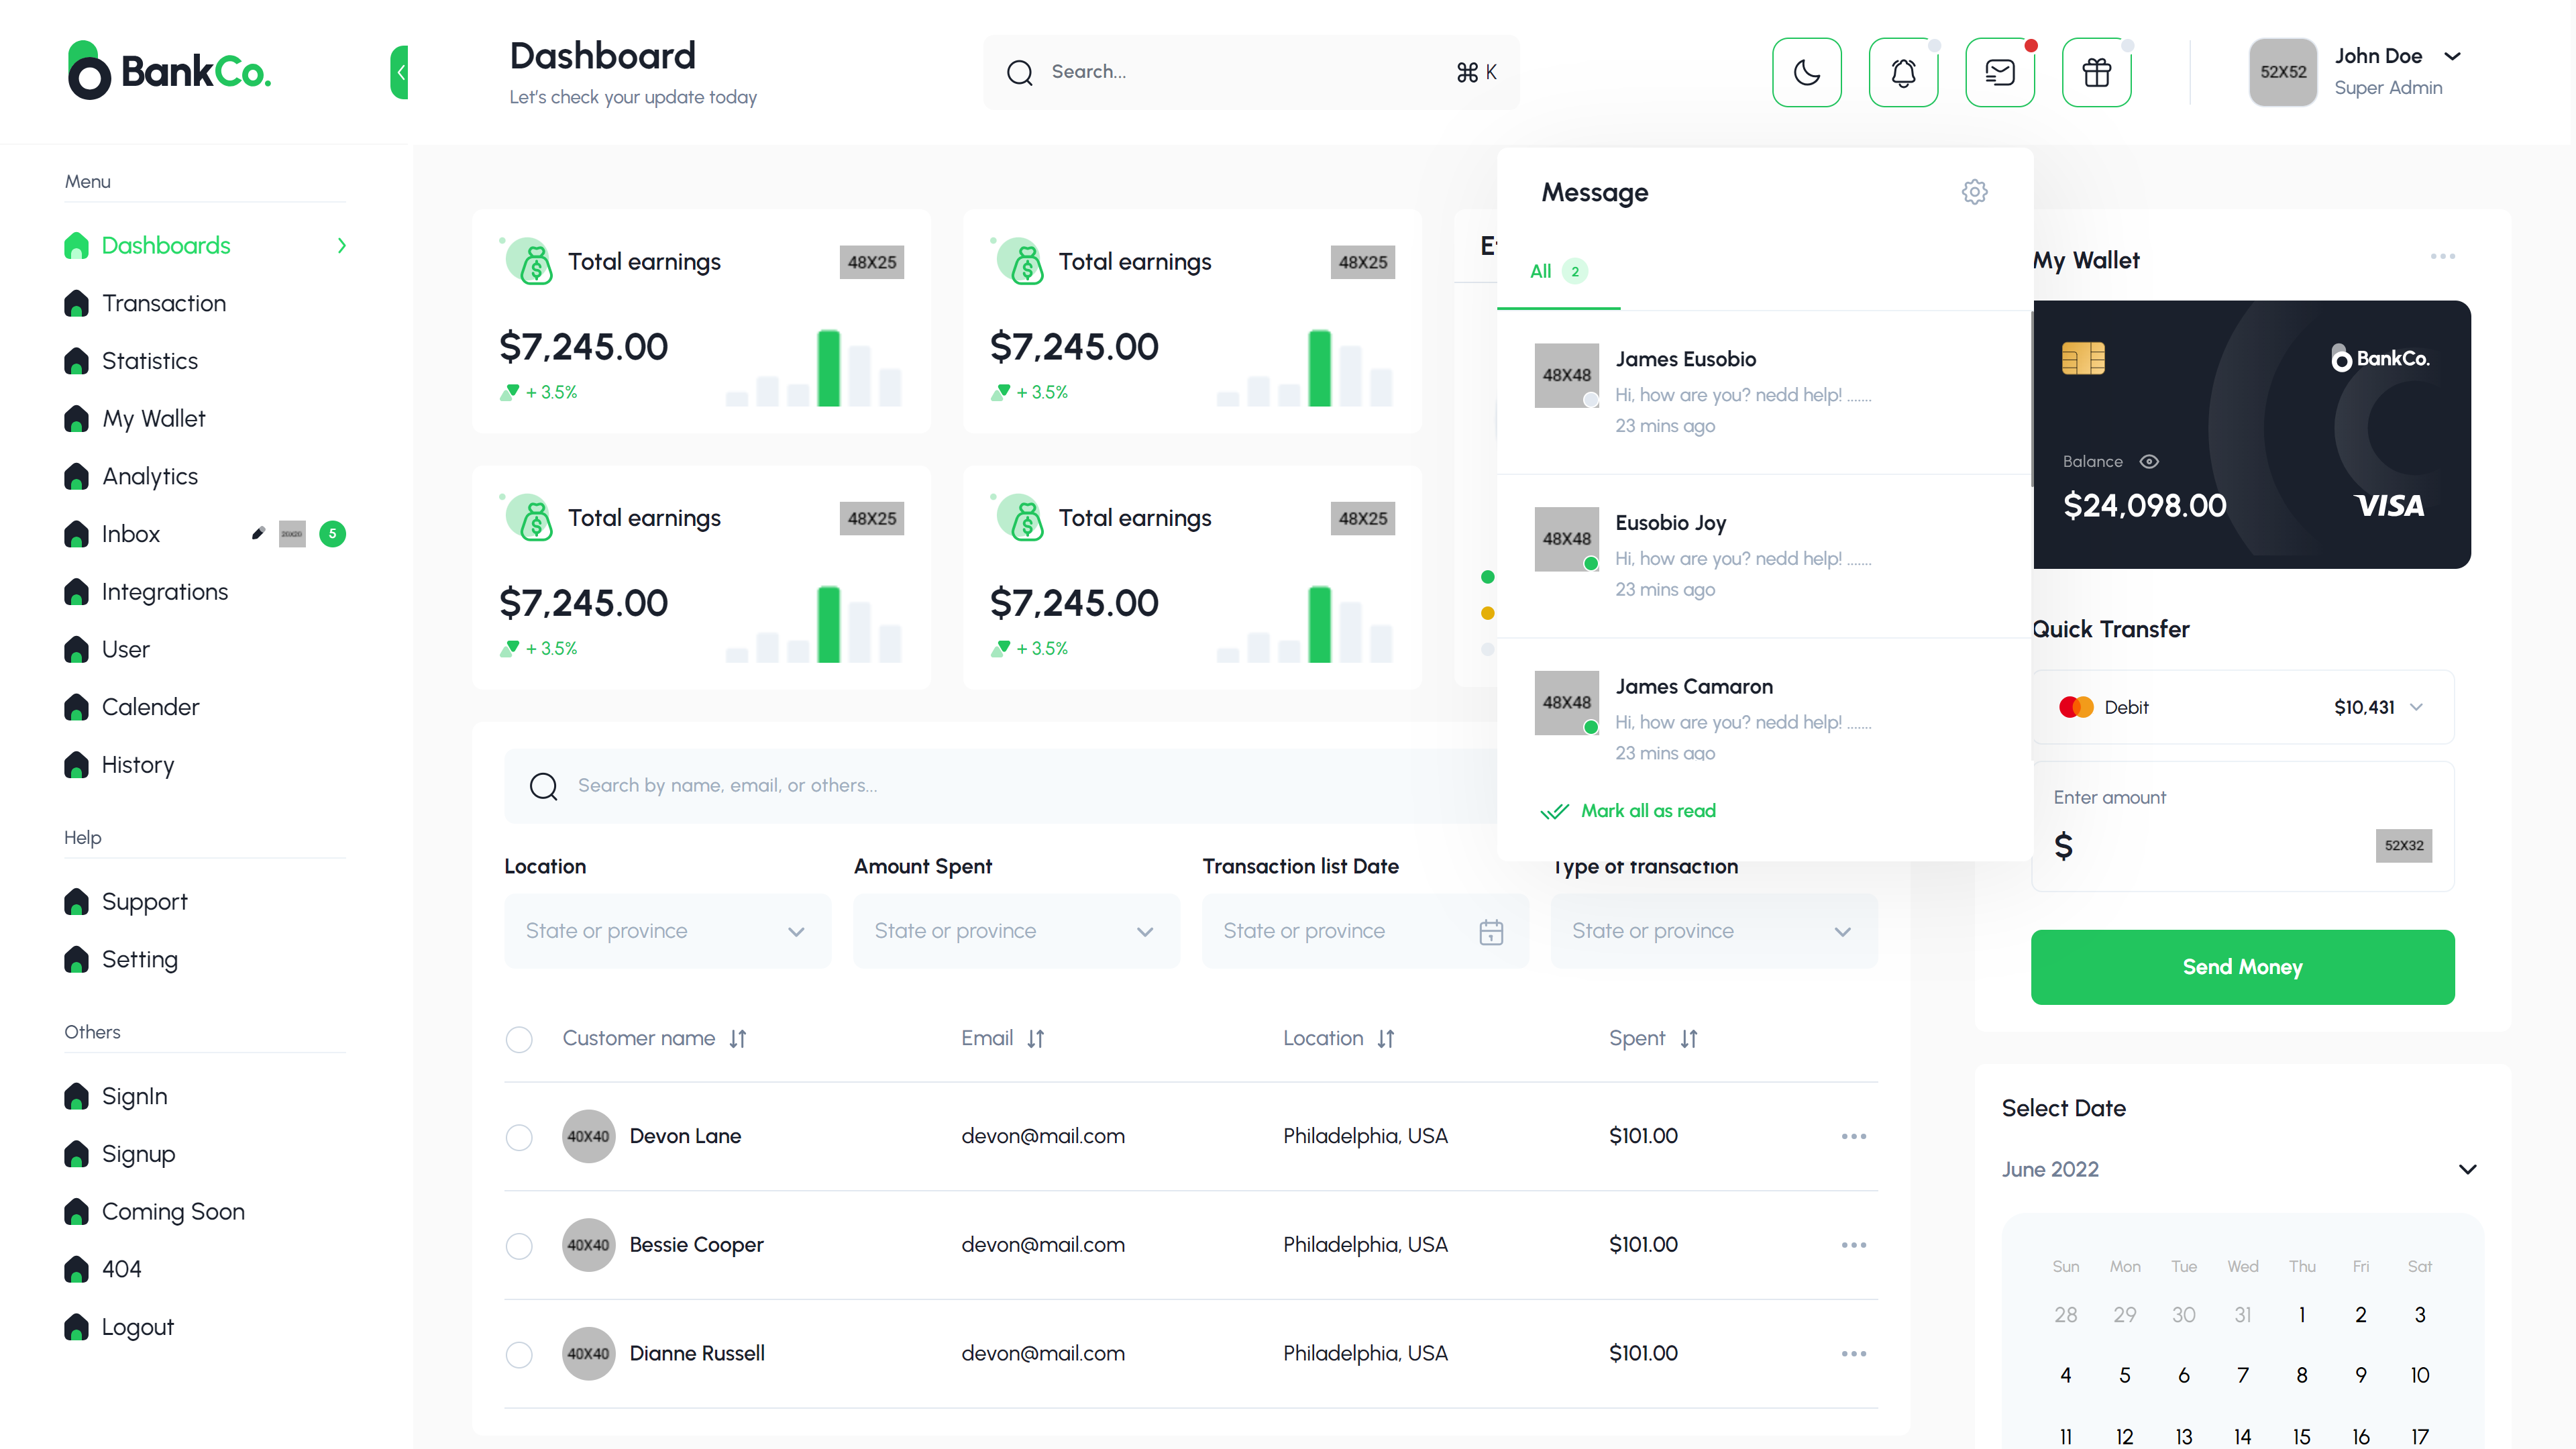 BankCo.
Dashboard
Let's check your update today
Search...
⌘ K
52X52
John Doe
Super Admin
Menu
Dashboards
Transaction
Statistics
My Wallet
Analytics
Inbox
20X20
5
Integrations
User
Calender
History
Help
Support
Setting
Others
SignIn
Signup
Coming Soon
404
Logout
Total earnings
48X25
$7,245.00
+ 3.5%
Total earnings
48X25
$7,245.00
+ 3.5%
Total earnings
48X25
$7,245.00
+ 3.5%
Total earnings
48X25
$7,245.00
+ 3.5%
Message
All 2
48X48
James Eusobio
Hi, how are you? nedd help! .......
23 mins ago
48X48
Eusobio Joy
Hi, how are you? nedd help! .......
23 mins ago
48X48
James Camaron
Hi, how are you? nedd help! .......
23 mins ago
Mark all as read
My Wallet
BankCo.
Balance
$24,098.00
VISA
Quick Transfer
Debit
$10,431
Enter amount
$
52X32
Send Money
Search by name, email, or others...
Location
Amount Spent
Transaction list Date
Type of transaction
State or province
State or province
State or province
State or province
Customer name
Email
Location
Spent
40X40
Devon Lane
devon@mail.com
Philadelphia, USA
$101.00
40X40
Bessie Cooper
devon@mail.com
Philadelphia, USA
$101.00
40X40
Dianne Russell
devon@mail.com
Philadelphia, USA
$101.00
Select Date
June 2022
Sun Mon Tue Wed Thu Fri Sat
28 29 30 31 1 2 3
4 5 6 7 8 9 10
11 12 13 14 15 16 17